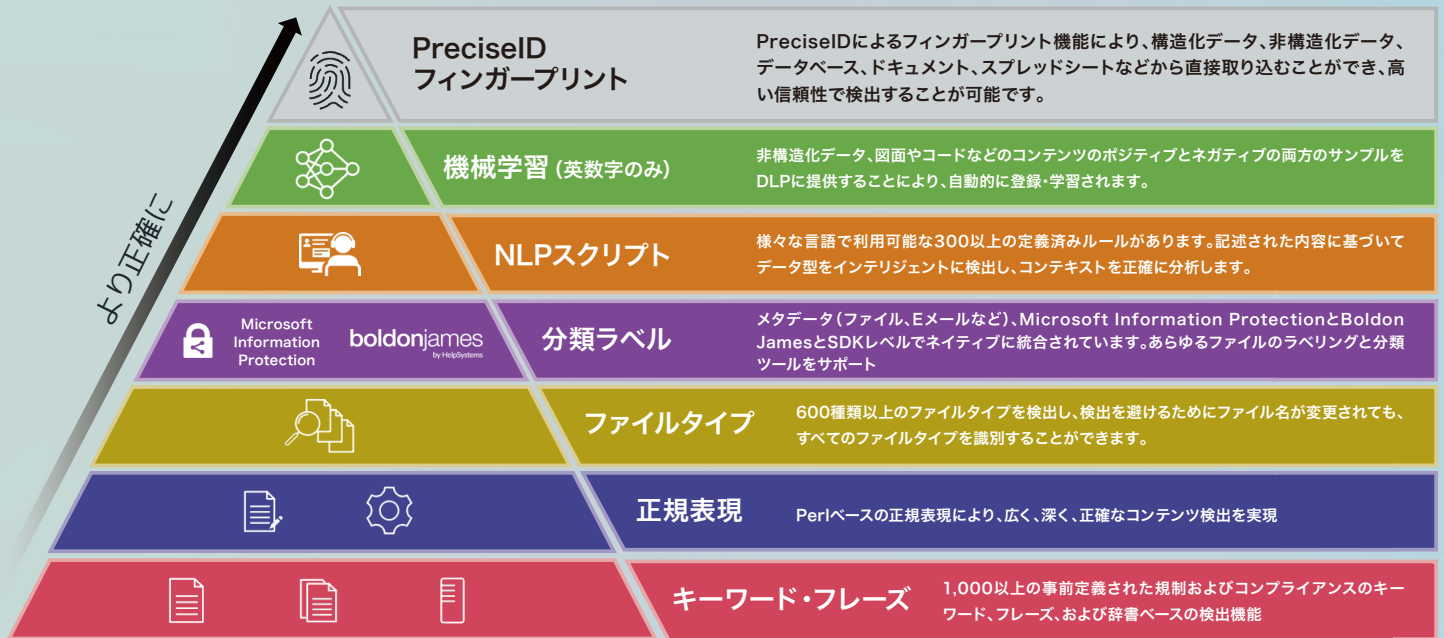 より正確に
PreciseID
フィンガープリント
PreciseIDによるフィンガープリント機能により、構造化データ、非構造化データ、
データベース、ドキュメント、スプレッドシートなどから直接取り込むことができ、高
い信頼性で検出することが可能です。
機械学習（英数字のみ）
非構造化データ、図面やコードなどのコンテンツのポジティブとネガティブの両方のサンプルを
DLPに提供することにより、自動的に登録・学習されます。
NLPスクリプト
様々な言語で利用可能な300以上の定義済みルールがあります。記述された内容に基づいて
データ型をインテリジェントに検出し、コンテキストを正確に分析します。
Microsoft
Information
Protection
boldonjames
by HelpSystems
分類ラベル
メタデータ（ファイル、Eメールなど）、Microsoft Information ProtectionとBoldon
JamesとSDKレベルでネイティブに統合されています。あらゆるファイルのラベリングと分類
ツールをサポート
ファイルタイプ
600種類以上のファイルタイプを検出し、検出を避けるためにファイル名が変更されても、
すべてのファイルタイプを識別することができます。
正規表現
Perlベースの正規表現により、広く、深く、正確なコンテンツ検出を実現
キーワード・フレーズ
1,000以上の事前定義された規制およびコンプライアンスのキー
ワード、フレーズ、および辞書ベースの検出機能